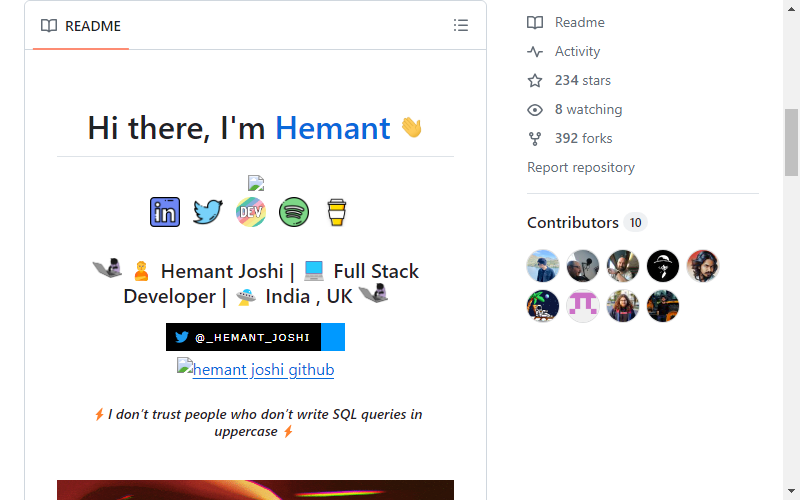 README
Hi there, I'm Hemant 👋
in
DEV
🧑‍💻 Hemant Joshi | 💻 Full Stack
Developer | 🛸 India , UK
@_HEMANT_JOSHI
hemant joshi github
⚡ I don't trust people who don't write SQL queries in
uppercase ⚡
Readme
Activity
234 stars
8 watching
392 forks
Report repository
Contributors 10